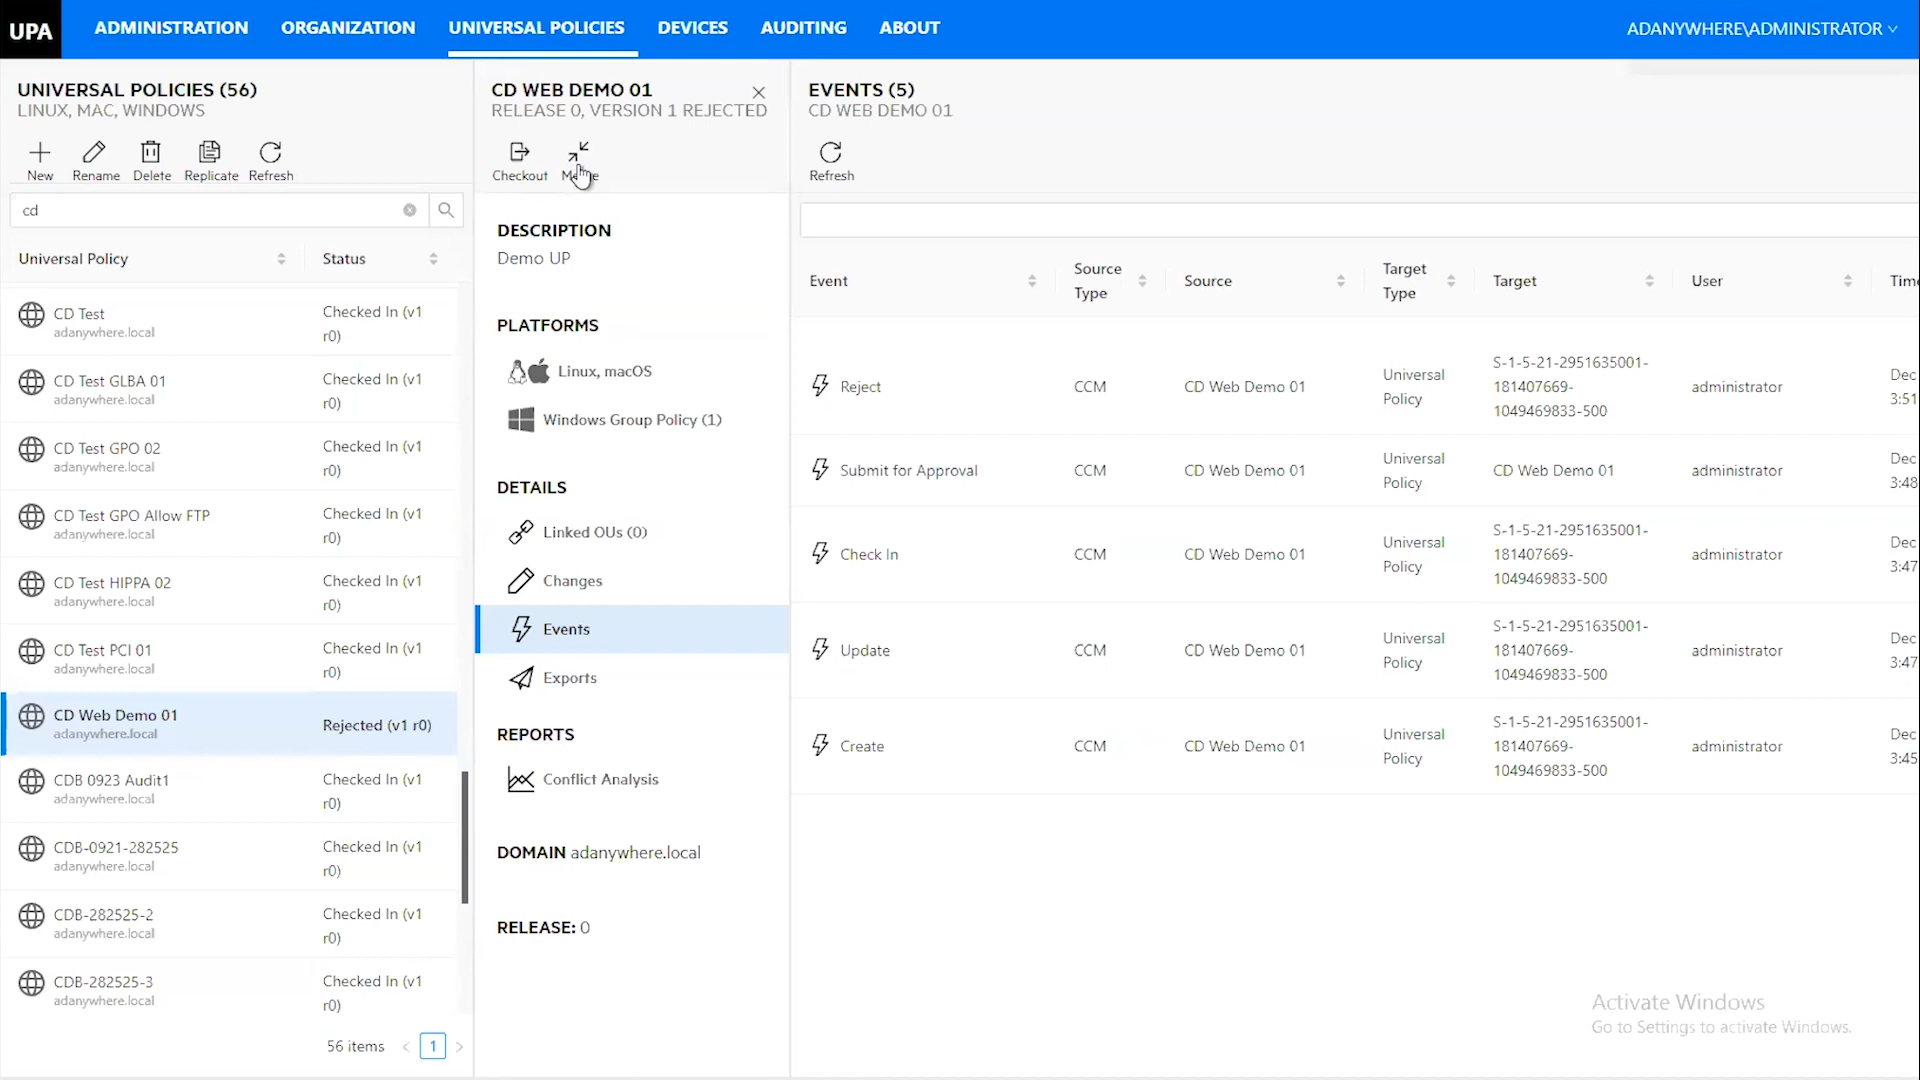 UPA
ADMINISTRATION
ORGANIZATION
UNIVERSAL POLICIES
DEVICES
AUDITING
ABOUT
ADANYWHERE\ADMINISTRATOR
UNIVERSAL POLICIES (56)
LINUX, MAC, WINDOWS
New
Rename
Delete
Replicate
Refresh
cd
Universal Policy
Status
CD Test
adanywhere.local
Checked In (v1
r0)
CD Test GLBA 01
adanywhere.local
Checked In (v1
r0)
CD Test GPO 02
adanywhere.local
Checked In (v1
r0)
CD Test GPO Allow FTP
adanywhere.local
Checked In (v1
r0)
CD Test HIPPA 02
adanywhere.local
Checked In (v1
r0)
CD Test PCI 01
adanywhere.local
Checked In (v1
r0)
CD Web Demo 01
adanywhere.local
Rejected (v1 r0)
CDB 0923 Audit1
adanywhere.local
Checked In (v1
r0)
CDB-0921-282525
adanywhere.local
Checked In (v1
r0)
CDB-282525-2
adanywhere.local
Checked In (v1
r0)
CDB-282525-3
adanywhere.local
Checked In (v1
r0)
56 items
< 1 >
CD WEB DEMO 01
RELEASE 0, VERSION 1 REJECTED
Checkout
DESCRIPTION
Demo UP
PLATFORMS
Linux, macOS
Windows Group Policy (1)
DETAILS
Linked OUs (0)
Changes
Events
Exports
REPORTS
Conflict Analysis
DOMAIN adanywhere.local
RELEASE: 0
EVENTS (5)
CD WEB DEMO 01
Refresh
Event
Source
Type
Source
Target
Type
Target
User
Reject
CCM
CD Web Demo 01
Universal
Policy
S-1-5-21-2951635001-
181407669-
1049469833-500
administrator
Dec
3:51
Submit for Approval
CCM
CD Web Demo 01
Universal
Policy
CD Web Demo 01
administrator
Dec
3:48
Check In
CCM
CD Web Demo 01
Universal
Policy
S-1-5-21-2951635001-
181407669-
1049469833-500
administrator
Dec
3:47
Update
CCM
CD Web Demo 01
Universal
Policy
S-1-5-21-2951635001-
181407669-
1049469833-500
administrator
Dec
3:47
Create
CCM
CD Web Demo 01
Universal
Policy
S-1-5-21-2951635001-
181407669-
1049469833-500
administrator
Dec
3:45
Activate Windows
Go to Settings to activate Windows.